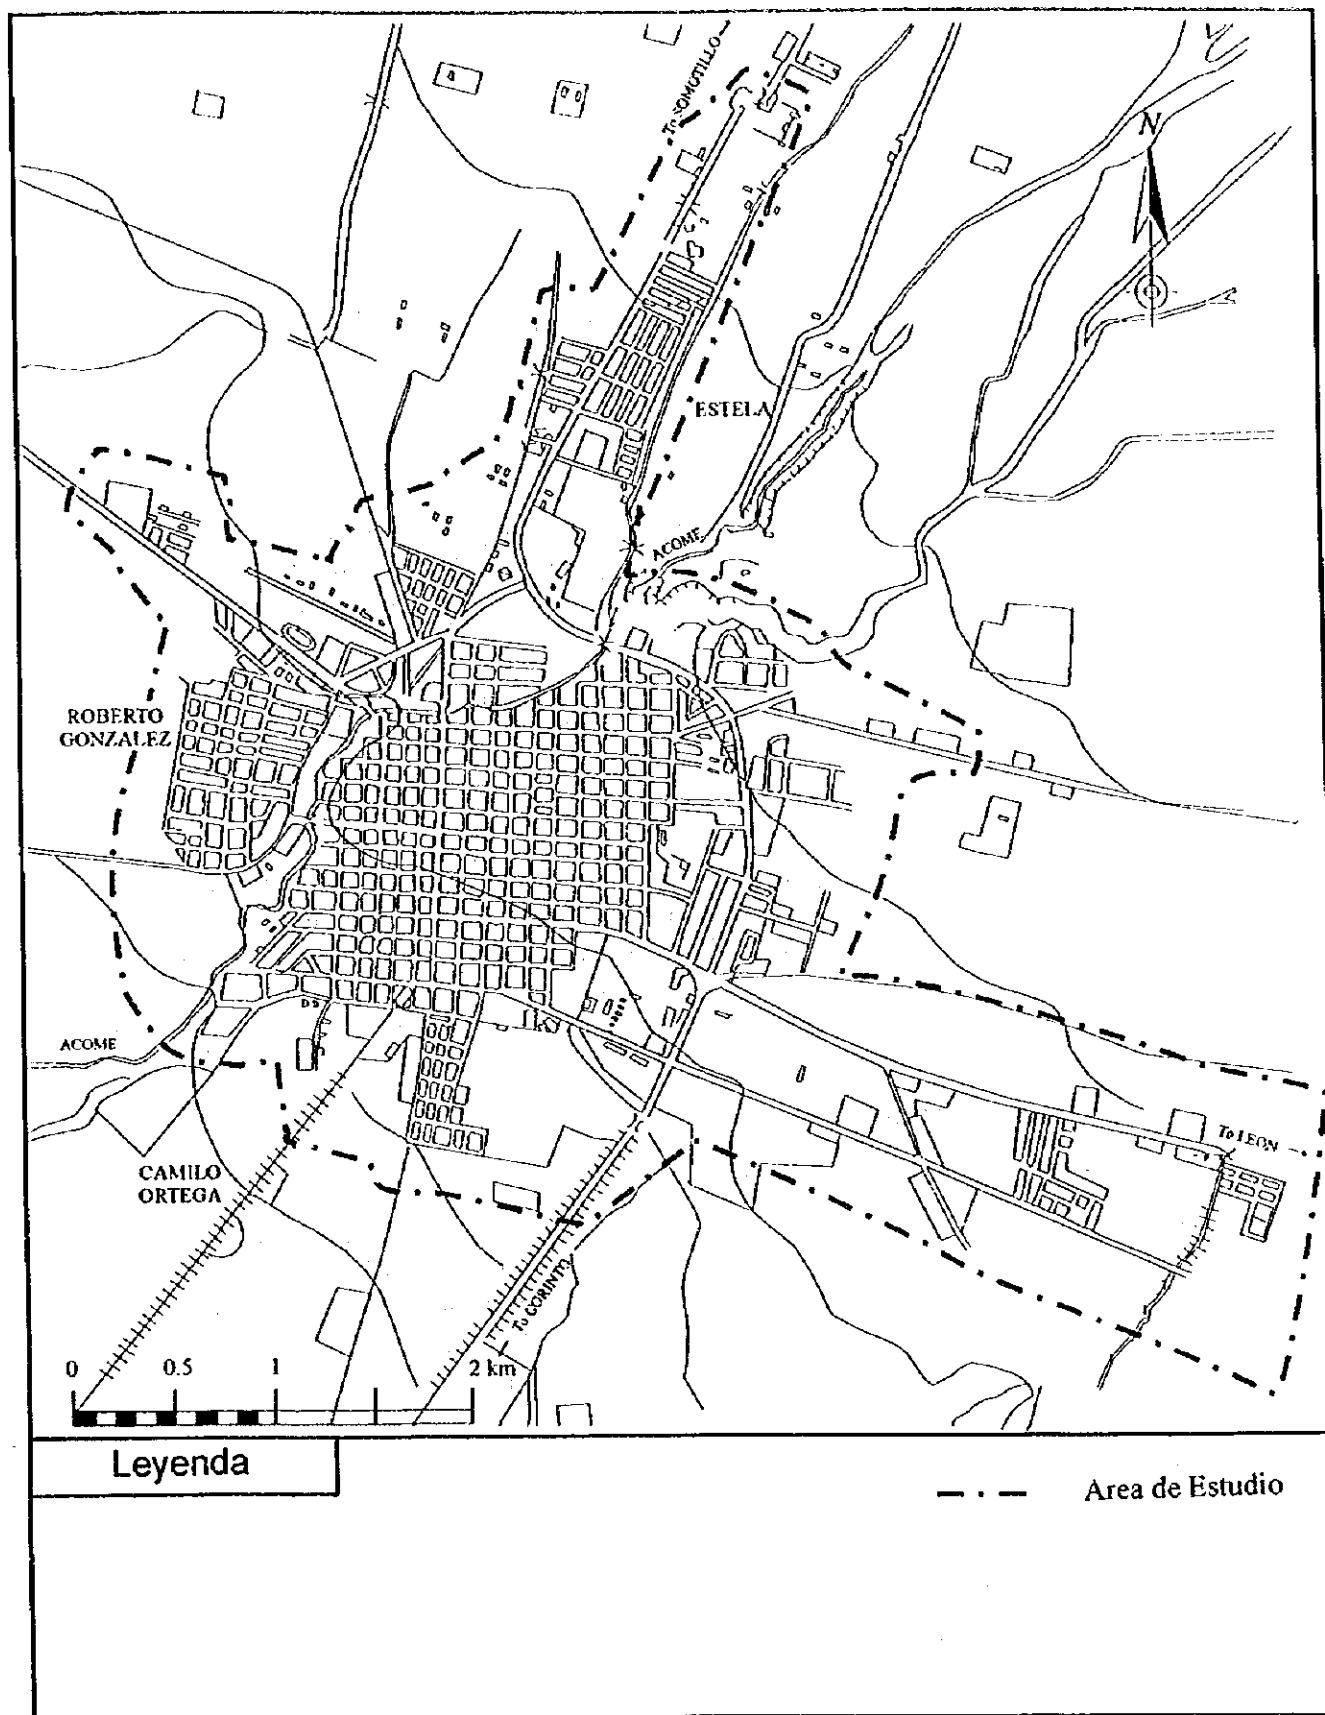 To SOMOTILLO
N
ESTELA
ACOME
ROBERTO
GONZALEZ
ACOME
To LEON
CAMILO
ORTEGA
To CORINTO
0 0.5 1 2 km
Leyenda
Area de Estudio